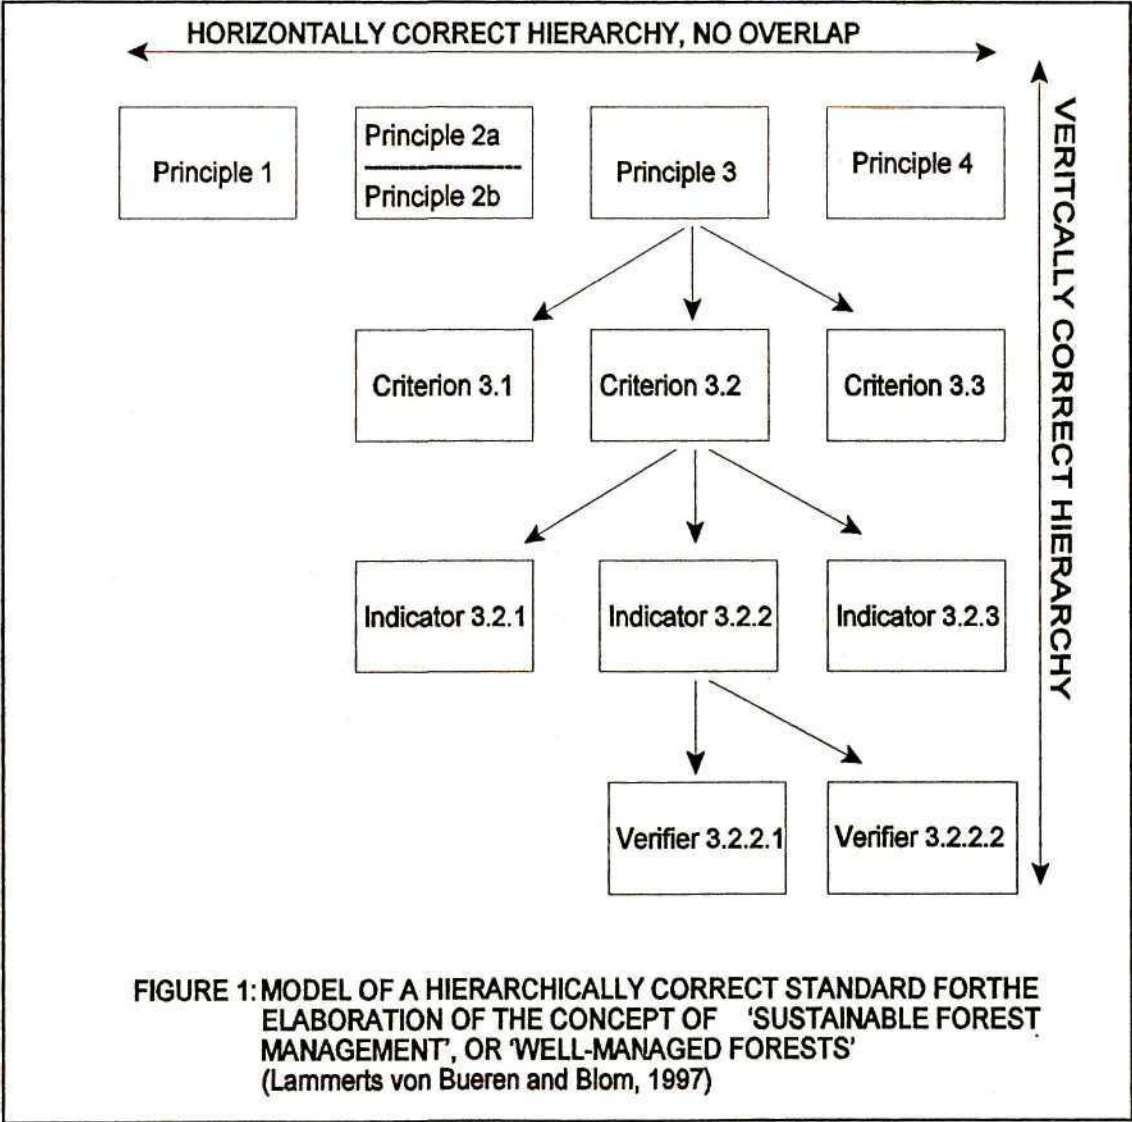 HORIZONTALLY CORRECT HIERARCHY, NO OVERLAP
VERITCALLY CORRECT HIERARCHY
Principle 1
Principle 2a
Principle 2b
Principle 3
Principle 4
Criterion 3.1
Criterion 3.2
Criterion 3.3
Indicator 3.2.1
Indicator 3.2.2
Indicator 3.2.3
Verifier 3.2.2.1
Verifier 3.2.2.2
FIGURE 1: MODEL OF A HIERARCHICALLY CORRECT STANDARD FORTHE
ELABORATION OF THE CONCEPT OF 'SUSTAINABLE FOREST
MANAGEMENT', OR 'WELL-MANAGED FORESTS'
(Lammerts von Bueren and Blom, 1997)